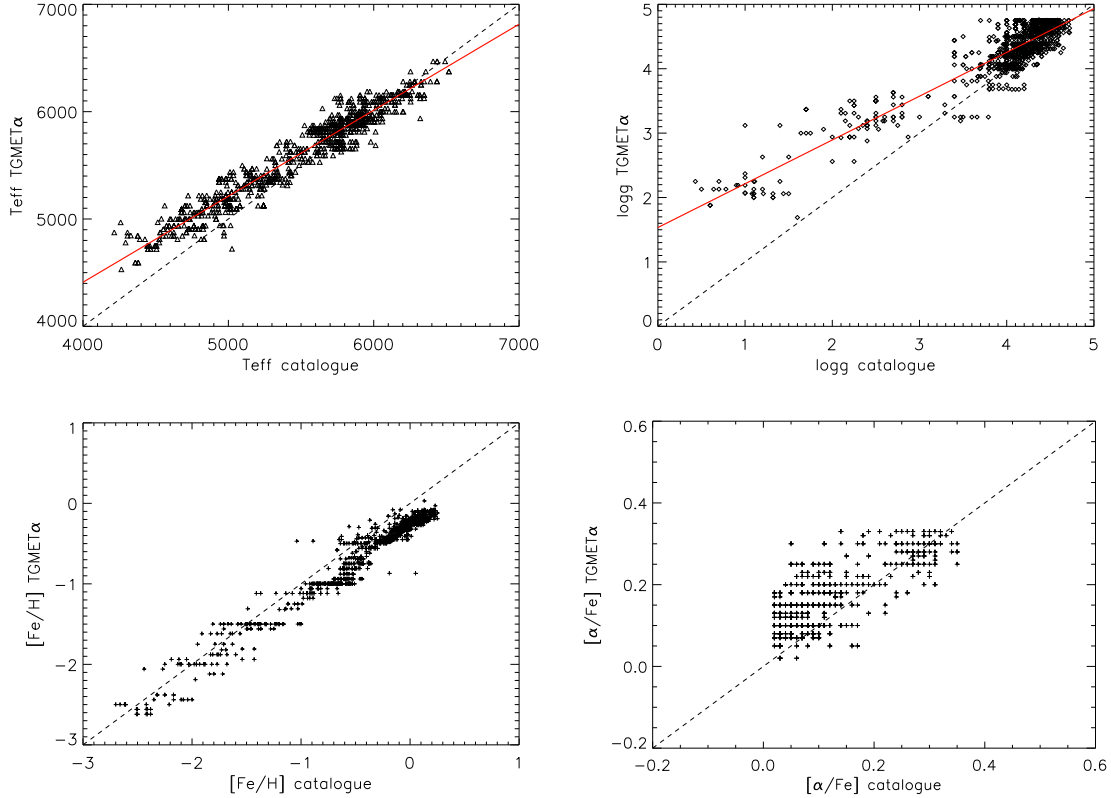 7000
6000
5000
4000
Teff TGMETα
4000 5000 6000 7000
Teff catalogue
5
4
3
2
1
0
logg TGMETα
0 1 2 3 4 5
logg catalogue
1
0
−1
−2
−3
[Fe/H] TGMETα
−3 −2 −1 0 1
[Fe/H] catalogue
0.6
0.4
0.2
0.0
−0.2
[α/Fe] TGMETα
−0.2 0.0 0.2 0.4 0.6
[α/Fe] catalogue